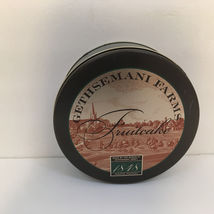 GETHSEMANI FARMS
Fruitcake
1848